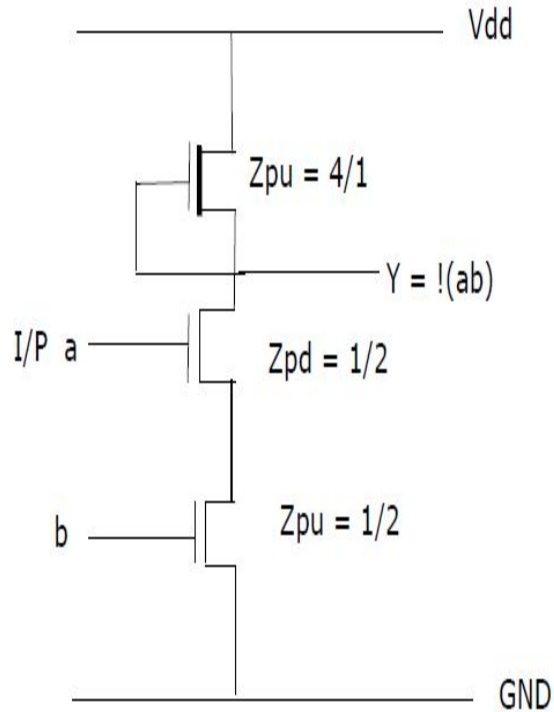 Vdd
Zpu = 4/1
Y = !(ab)
I/P a
Zpd = 1/2
Zpu = 1/2
b
GND